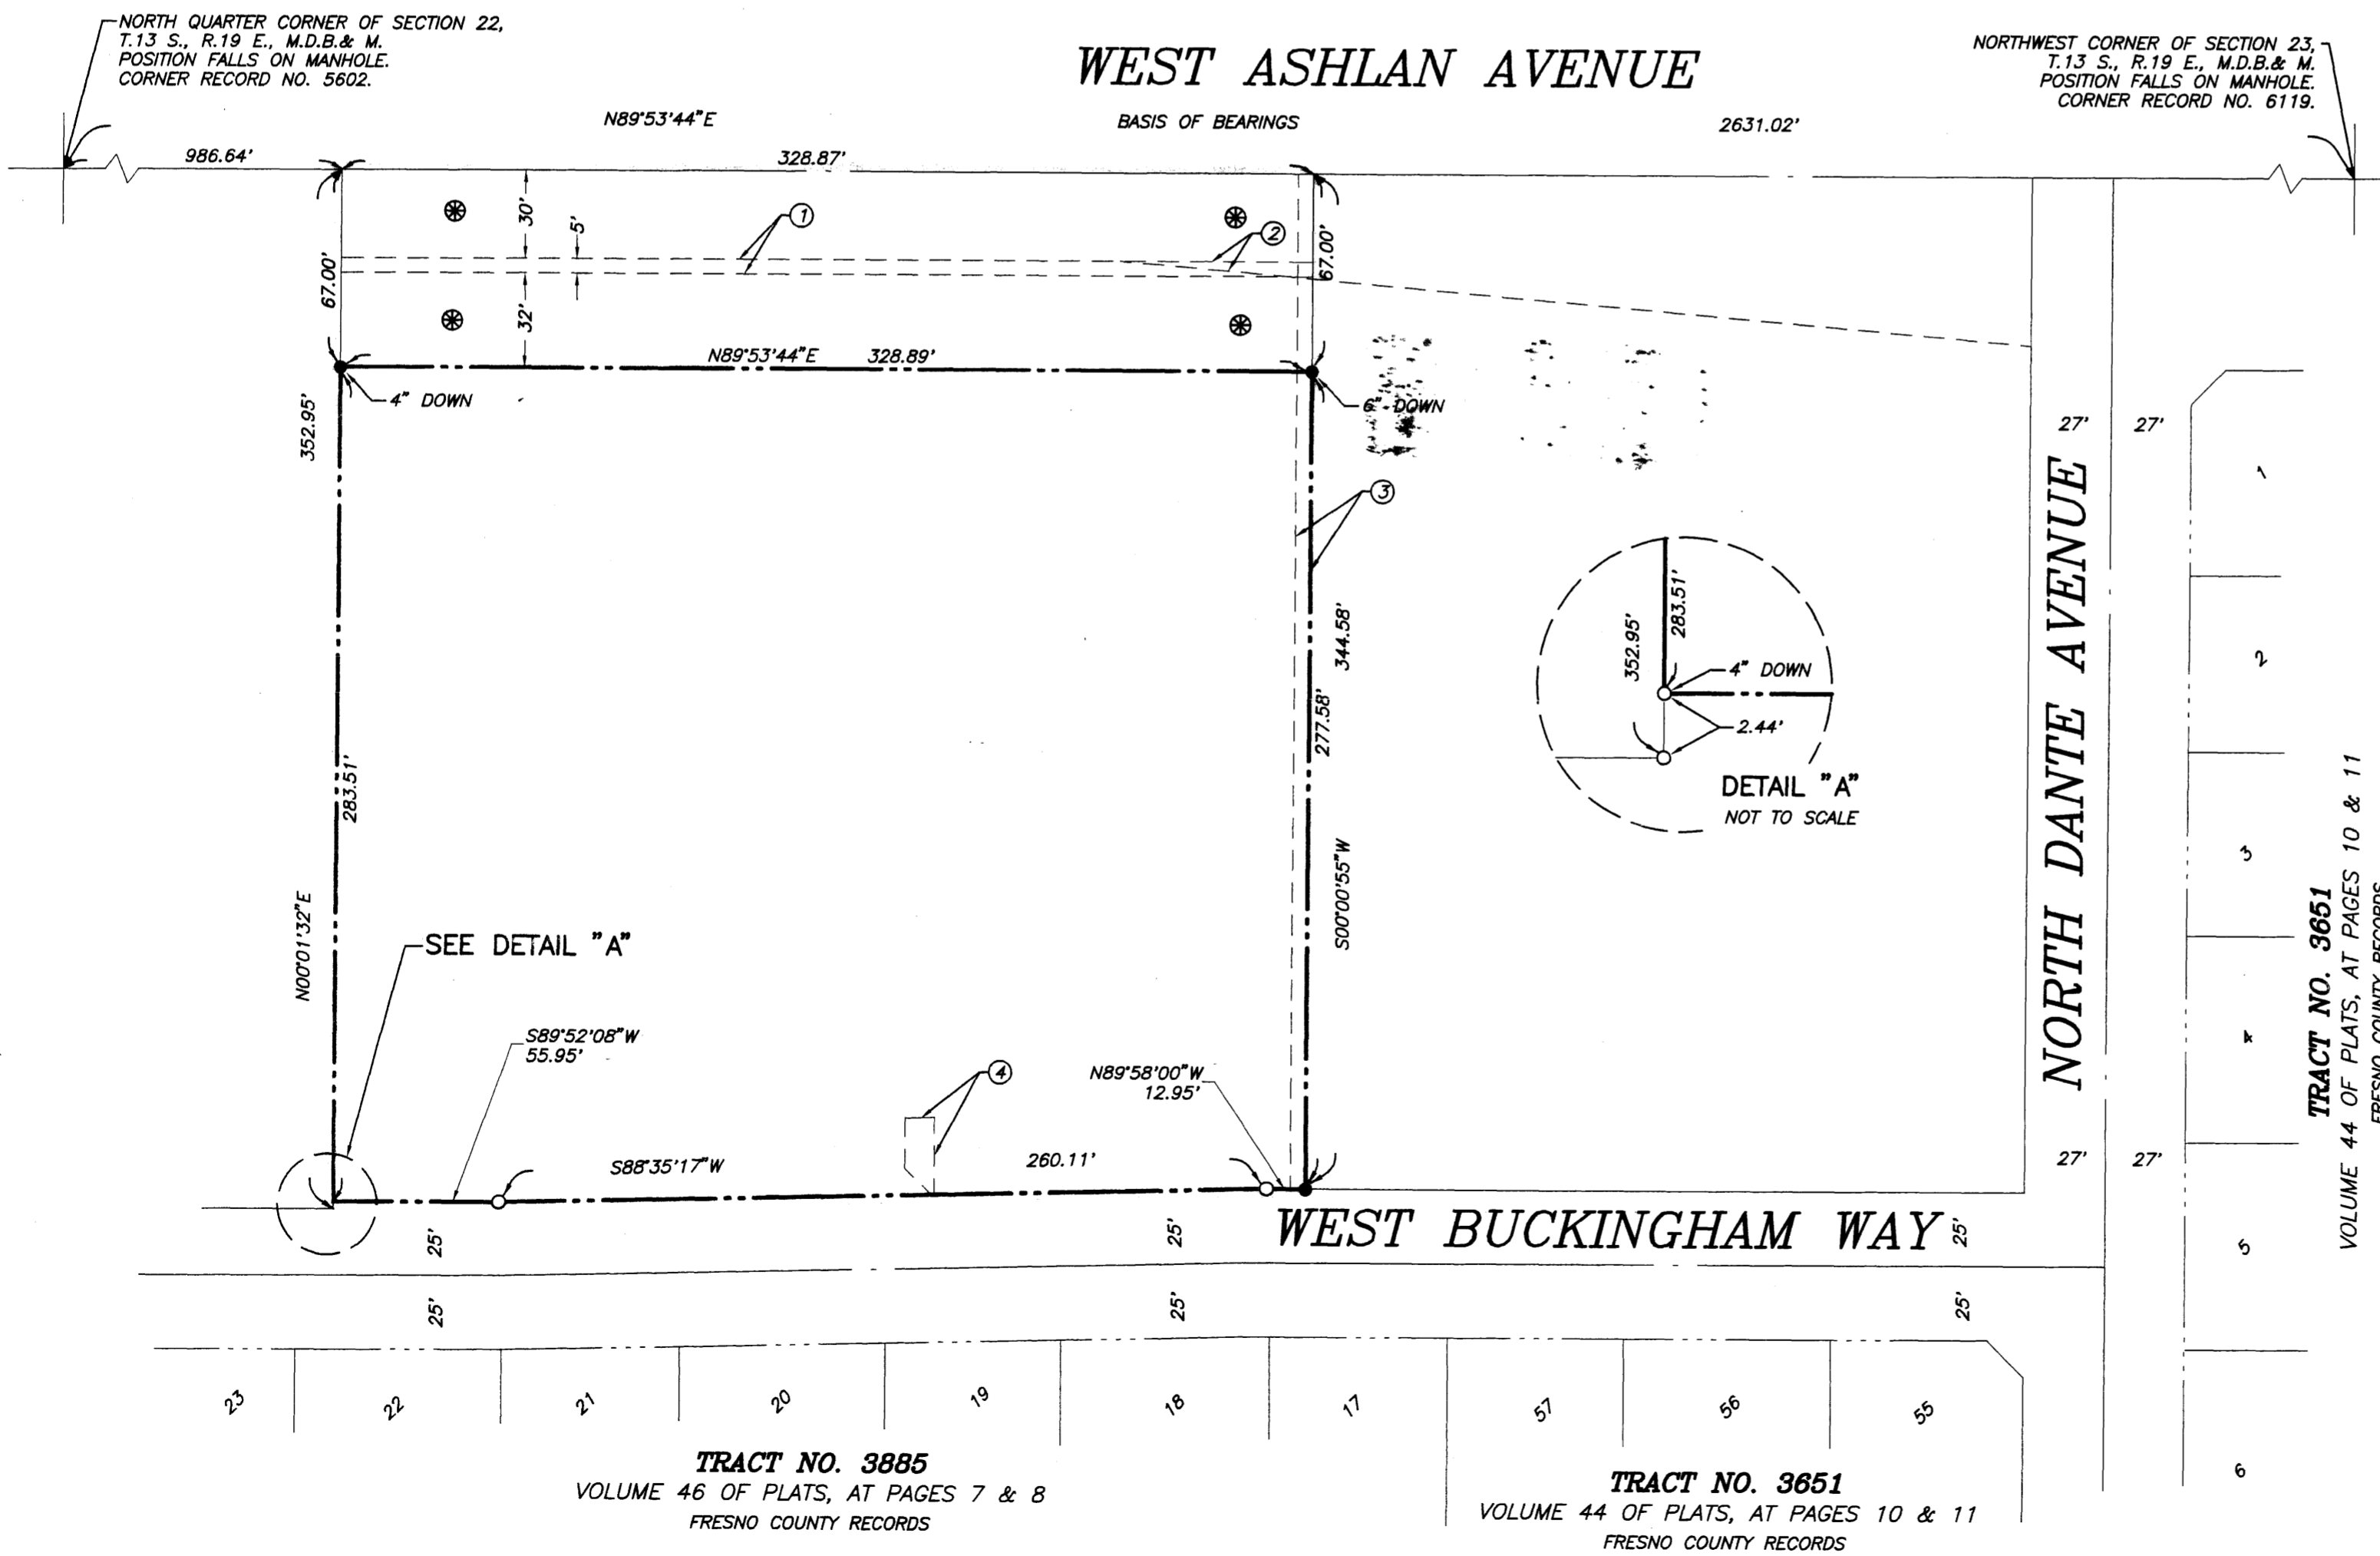 NORTH QUARTER CORNER OF SECTION 22,
T.13 S., R.19 E., M.D.B.& M.
POSITION FALLS ON MANHOLE.
CORNER RECORD NO. 5602.
WEST ASHLAN AVENUE
NORTHWEST CORNER OF SECTION 23,
T.13 S., R.19 E., M.D.B.& M.
POSITION FALLS ON MANHOLE.
CORNER RECORD NO. 6119.
N89°53'44"E
BASIS OF BEARINGS
2631.02'
986.64'
328.87'
30'
5'
1
2
67.00'
67.00'
32'
N89°53'44"E 328.89'
4" DOWN
6" DOWN
352.95'
27'
27'
1
3
NORTH DANTE AVENUE
344.58'
277.58'
352.95'
283.51'
4" DOWN
2.44'
DETAIL "A"
NOT TO SCALE
2
283.51'
3
N00°01'32"E
S00°00'55"W
SEE DETAIL "A"
TRACT NO. 3651
VOLUME 44 OF PLATS, AT PAGES 10 & 11
FRESNO COUNTY RECORDS
S89°52'08"W
55.95'
4
N89°58'00"W
12.95'
4
S88°35'17"W
260.11'
27'
27'
25'
25'
WEST BUCKINGHAM WAY
25'
5
25'
25'
25'
23
22
21
20
19
18
17
57
56
55
6
TRACT NO. 3885
VOLUME 46 OF PLATS, AT PAGES 7 & 8
FRESNO COUNTY RECORDS
TRACT NO. 3651
VOLUME 44 OF PLATS, AT PAGES 10 & 11
FRESNO COUNTY RECORDS